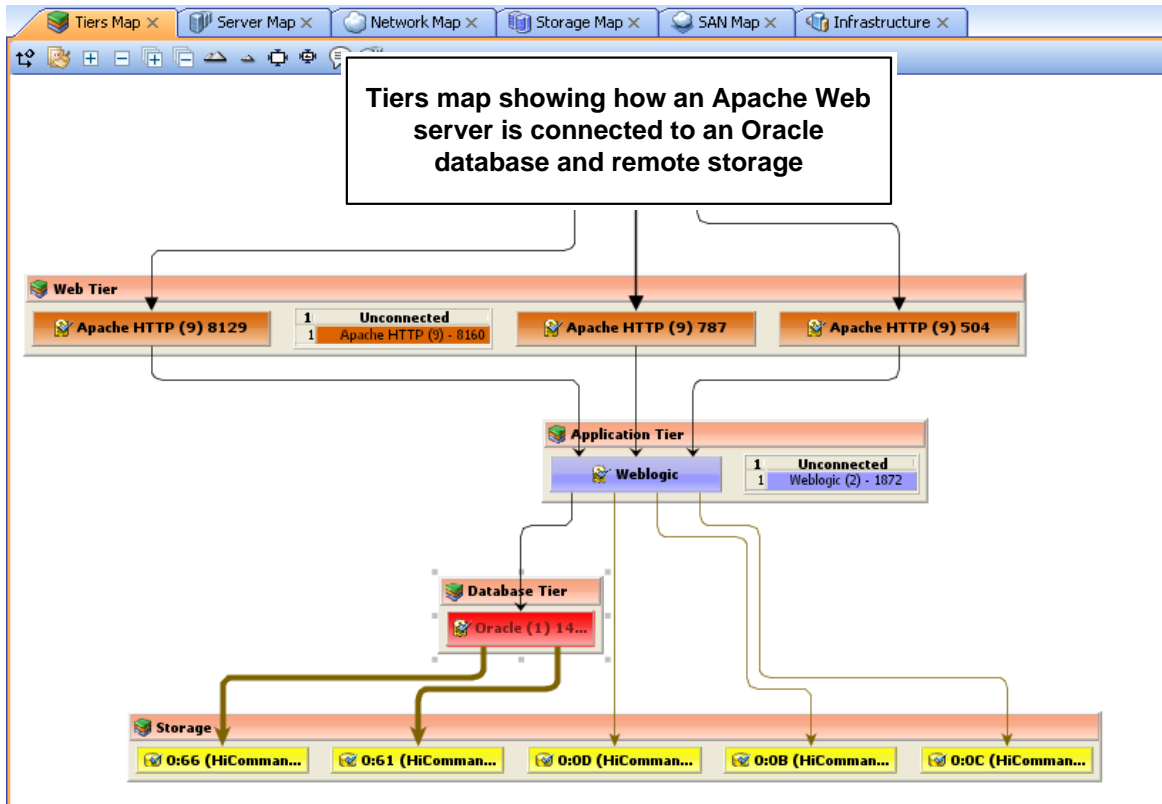 Tiers Map Server Map Network Map Storage Map SAN Map Infrastructure
Tiers map showing how an Apache Web
server is connected to an Oracle
database and remote storage
Web Tier
Apache HTTP (9) 8129
1 Unconnected
1 Apache HTTP (9) - 8160
Apache HTTP (9) 787
Apache HTTP (9) 504
Application Tier
Weblogic
1 Unconnected
1 Weblogic (2) - 1872
Database Tier
Oracle (1) 14...
Storage
0:66 (HiComman...
0:61 (HiComman...
0:0D (HiComman...
0:0B (HiComman...
0:0C (HiComman...